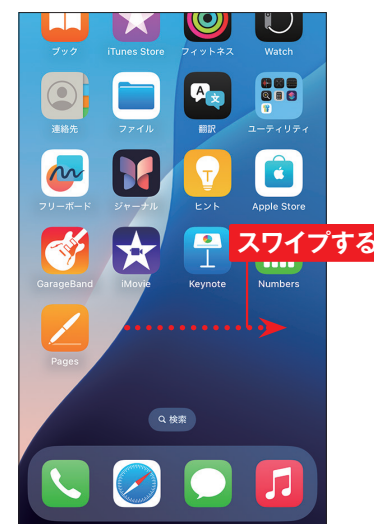 ブック iTunes Store フィットネス Watch
連絡先 ファイル 翻訳 ユーティリティ
フリーボード ジャーナル ヒント Apple Store
スワイプする
GarageBand iMovie Keynote Numbers
Pages
検索